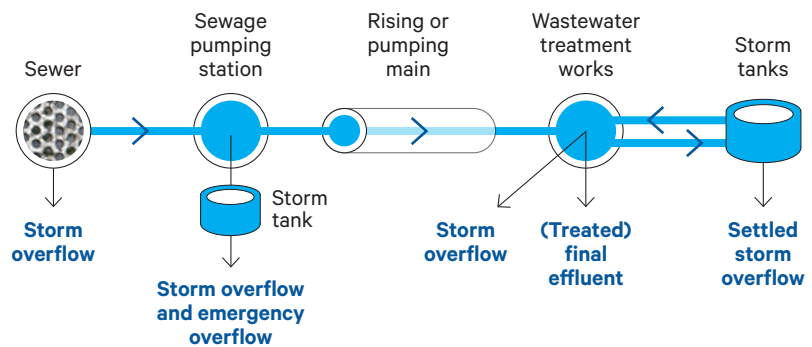 Sewer
Sewage
pumping
station
Rising or
pumping
main
Wastewater
treatment
works
Storm
tanks
Storm
overflow
Storm
tank
Storm overflow
and emergency
overflow
Storm
overflow
(Treated)
final
effluent
Settled
storm
overflow